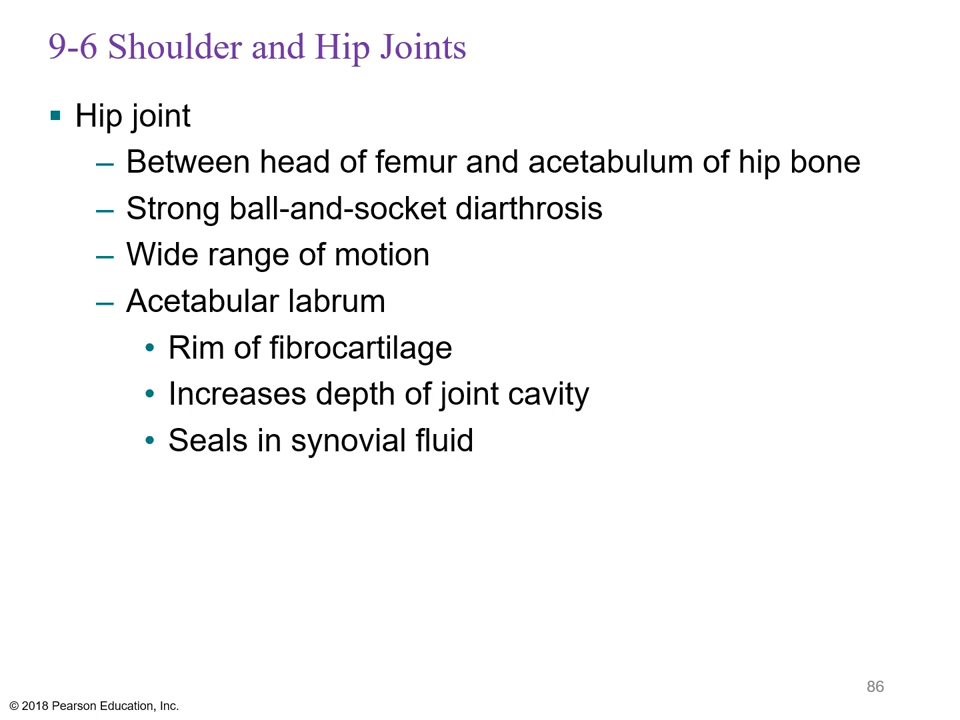 9-6 Shoulder and Hip Joints
▪ Hip joint
– Between head of femur and acetabulum of hip bone
– Strong ball-and-socket diarthrosis
– Wide range of motion
– Acetabular labrum
• Rim of fibrocartilage
• Increases depth of joint cavity
• Seals in synovial fluid
86
© 2018 Pearson Education, Inc.